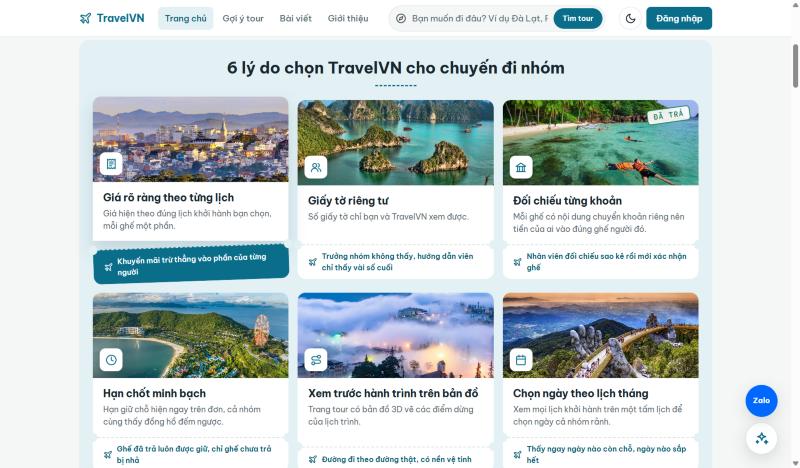 TravelVN
Trang chủ
Gợi ý tour
Bài viết
Giới thiệu
Bạn muốn đi đâu? Ví dụ Đà Lạt, F
Tìm tour
Đăng nhập
6 lý do chọn TravelVN cho chuyến đi nhóm
Giá rõ ràng theo từng lịch
Giá hiện theo đúng lịch khởi hành bạn chọn,
mỗi ghế một phần.
Khuyến mãi trừ thẳng vào phần của từng
người
Giấy tờ riêng tư
Số giấy tờ chỉ bạn và TravelVN xem được.
Trưởng nhóm không thấy, hướng dẫn viên
chỉ thấy vài số cuối
ĐÃ TRẢ
Đối chiếu từng khoản
Mỗi ghế có nội dung chuyển khoản riêng nên
tiền của ai vào đúng ghế người đó.
Nhân viên đối chiếu sao kê rồi mới xác nhận
ghế
Hạn chốt minh bạch
Hạn giữ chỗ hiện ngay trên đơn, cả nhóm
cùng thấy đồng hồ đếm ngược.
Ghế đã trả luôn được giữ, chỉ ghế chưa trả
bị nhả
Xem trước hành trình trên bản đồ
Trang tour có bản đồ 3D vẽ các điểm dừng
của lịch trình.
Đường đi theo đường thật, có nền vệ tinh
Chọn ngày theo lịch tháng
Xem mọi lịch khởi hành trên một tấm lịch để
chọn ngày cả nhóm rảnh.
Thấy ngay ngày nào còn chỗ, ngày nào sắp
hết
Zalo